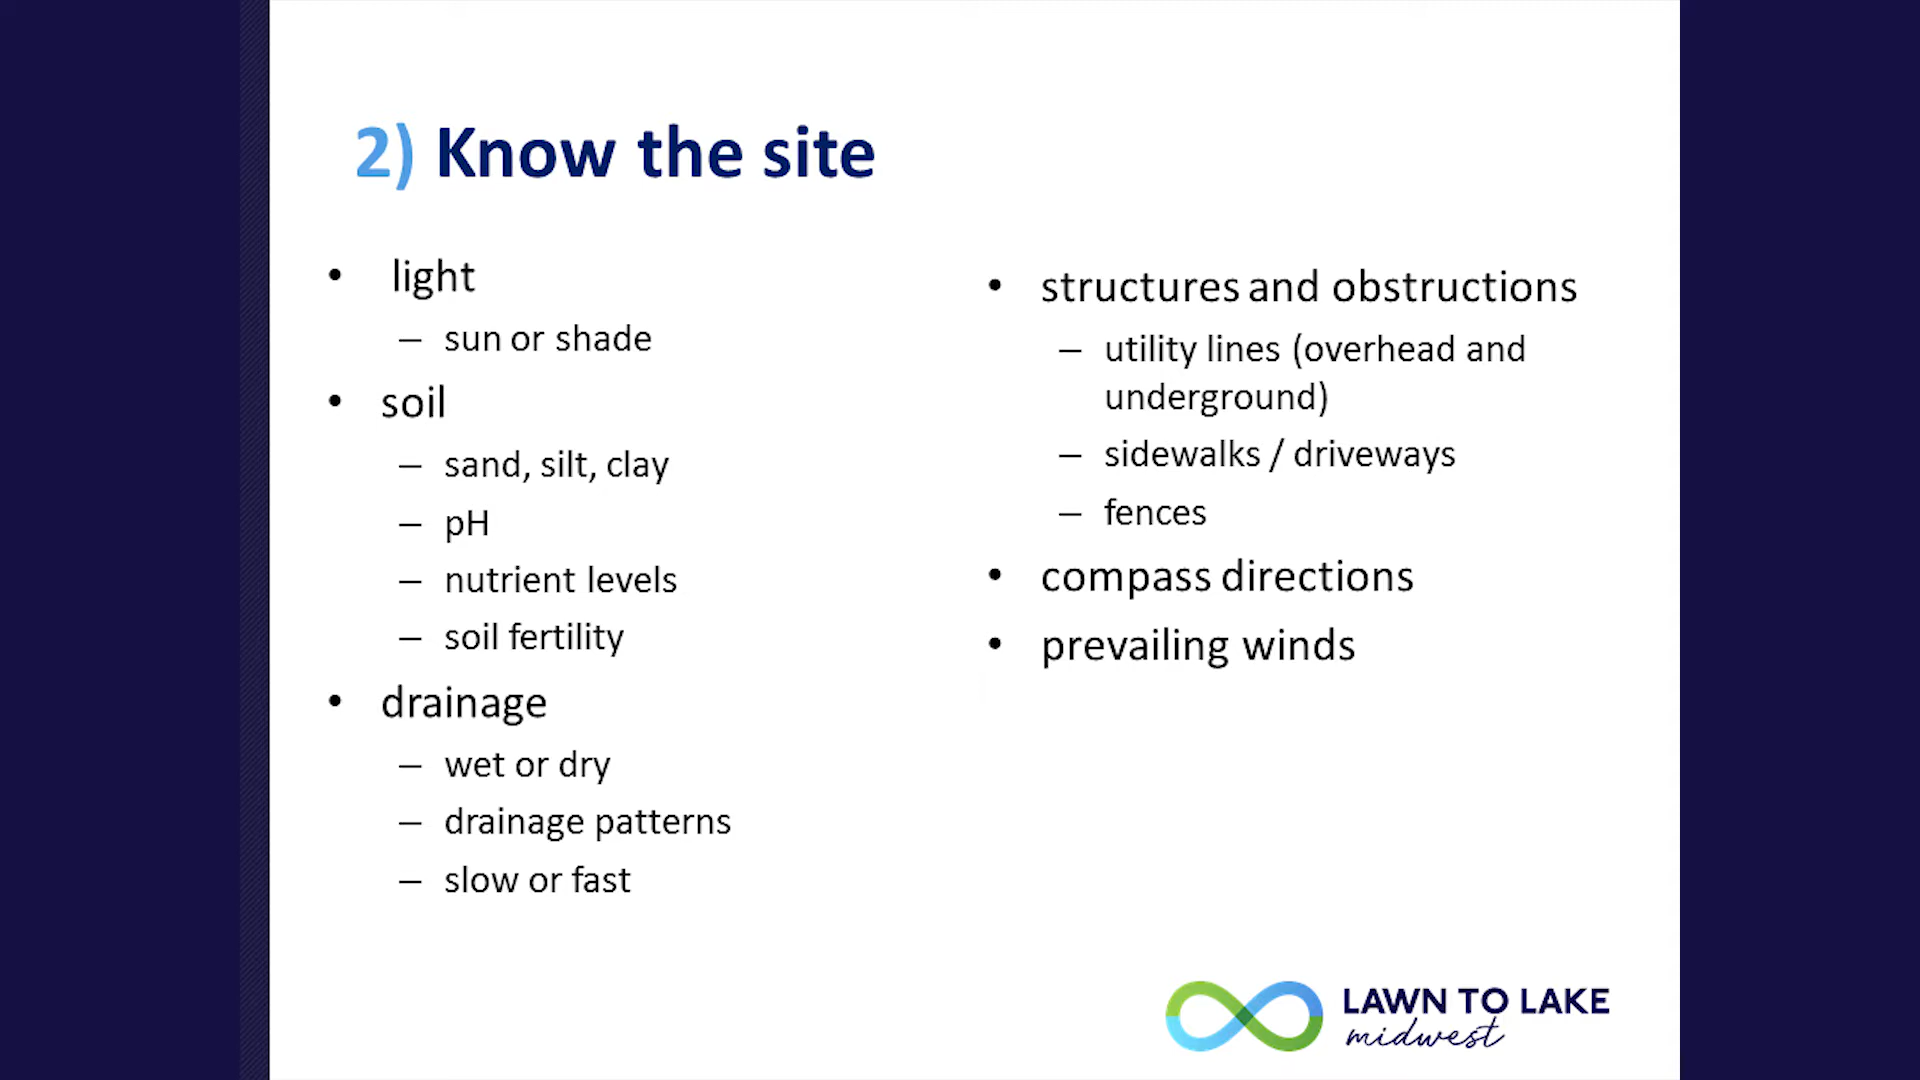 2) Know the site
• light
– sun or shade
• soil
– sand, silt, clay
– pH
– nutrient levels
– soil fertility
• drainage
– wet or dry
– drainage patterns
– slow or fast
• structures and obstructions
– utility lines (overhead and
underground)
– sidewalks / driveways
– fences
• compass directions
• prevailing winds
LAWN TO LAKE
midwest